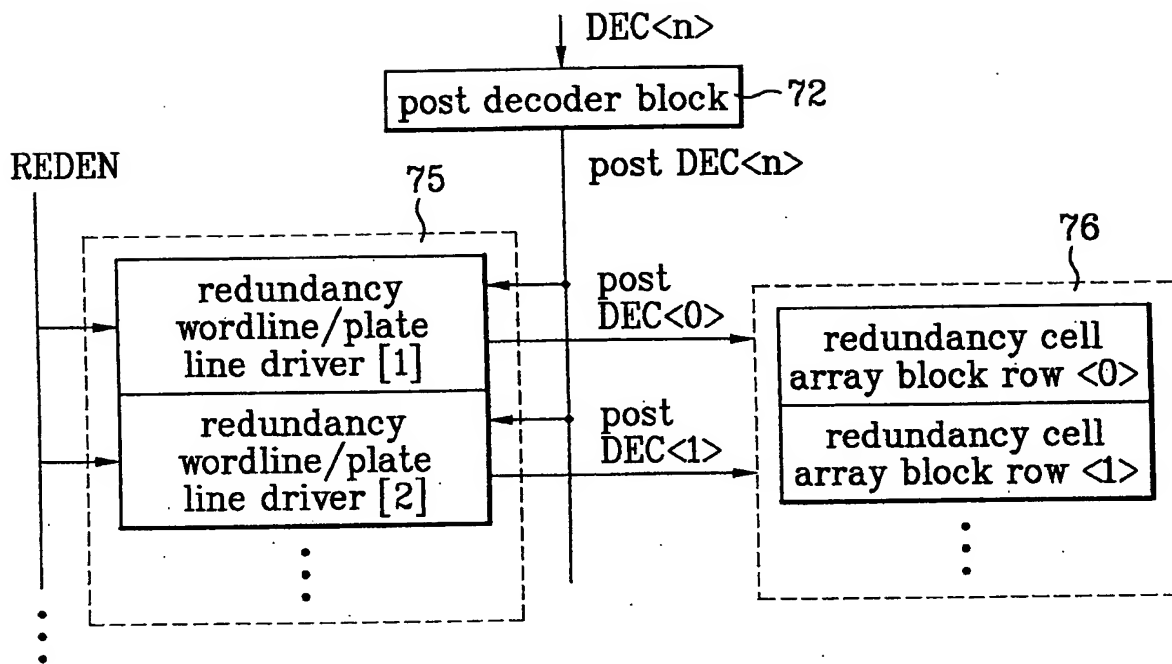 DEC<n>
post decoder block
72
REDEN
75
post DEC<n>
76
redundancy
wordline/plate
line driver [1]
post
DEC<0>
redundancy cell
array block row <0>
redundancy
wordline/plate
line driver [2]
post
DEC<1>
redundancy cell
array block row <1>